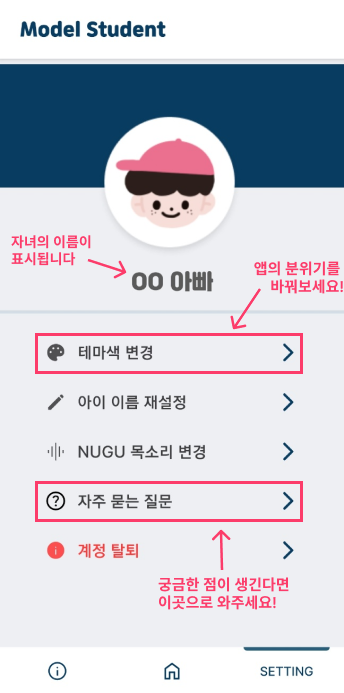 Model Student
자녀의 이름이
표시됩니다
앱의 분위기를
바꿔보세요!
OO 아빠
테마색 변경
아이 이름 재설정
NUGU 목소리 변경
자주 묻는 질문
계정 탈퇴
궁금한 점이 생긴다면
이곳으로 와주세요!
SETTING